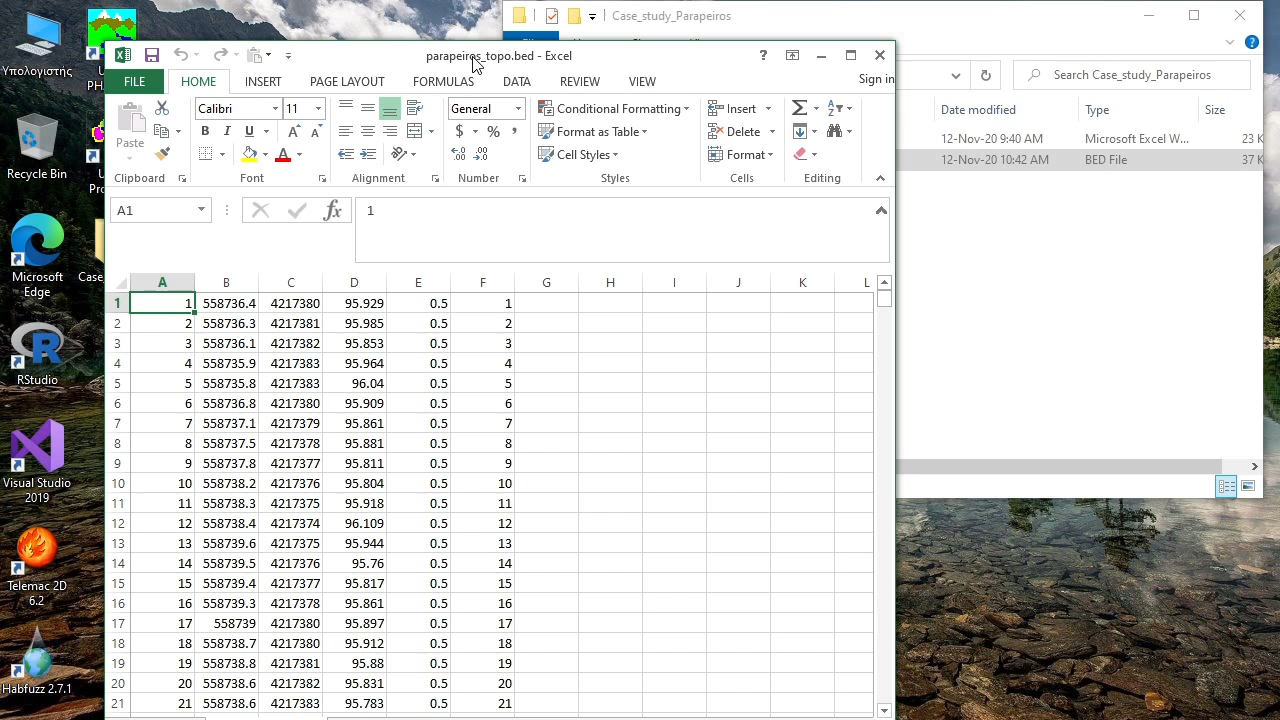 Case_study_Parapeiros
parapeiros_topo.bed - Excel
FILE HOME INSERT PAGE LAYOUT FORMULAS DATA REVIEW VIEW Sign in
Search Case_study_Parapeiros
Date modified Type Size
12-Nov-20 9:40 AM Microsoft Excel W... 23 K
12-Nov-20 10:42 AM BED File 37 K
Paste
Calibri 11
General
Conditional Formatting
Format as Table
Cell Styles
Insert
Delete
Format
Clipboard Font Alignment Number Styles Cells Editing
A1 fx 1
A B C D E F G H I J K L
1 1 558736.4 4217380 95.929 0.5 1
2 2 558736.3 4217381 95.985 0.5 2
3 3 558736.1 4217382 95.853 0.5 3
4 4 558735.9 4217383 95.964 0.5 4
5 5 558735.8 4217383 96.04 0.5 5
6 6 558736.8 4217380 95.909 0.5 6
7 7 558737.1 4217379 95.861 0.5 7
8 8 558737.5 4217378 95.881 0.5 8
9 9 558737.8 4217377 95.811 0.5 9
10 10 558738.2 4217376 95.804 0.5 10
11 11 558738.3 4217375 95.918 0.5 11
12 12 558738.4 4217374 96.109 0.5 12
13 13 558739.6 4217375 95.944 0.5 13
14 14 558739.5 4217376 95.76 0.5 14
15 15 558739.4 4217377 95.817 0.5 15
16 16 558739.3 4217378 95.861 0.5 16
17 17 558739 4217380 95.897 0.5 17
18 18 558738.7 4217380 95.912 0.5 18
19 19 558738.8 4217381 95.88 0.5 19
20 20 558738.6 4217382 95.831 0.5 20
21 21 558738.6 4217383 95.783 0.5 21
Υπολογιστής
Recycle Bin
Microsoft
Edge
Case_
RStudio
Visual Studio
2019
Telemac 2D
6.2
Habfuzz 2.7.1